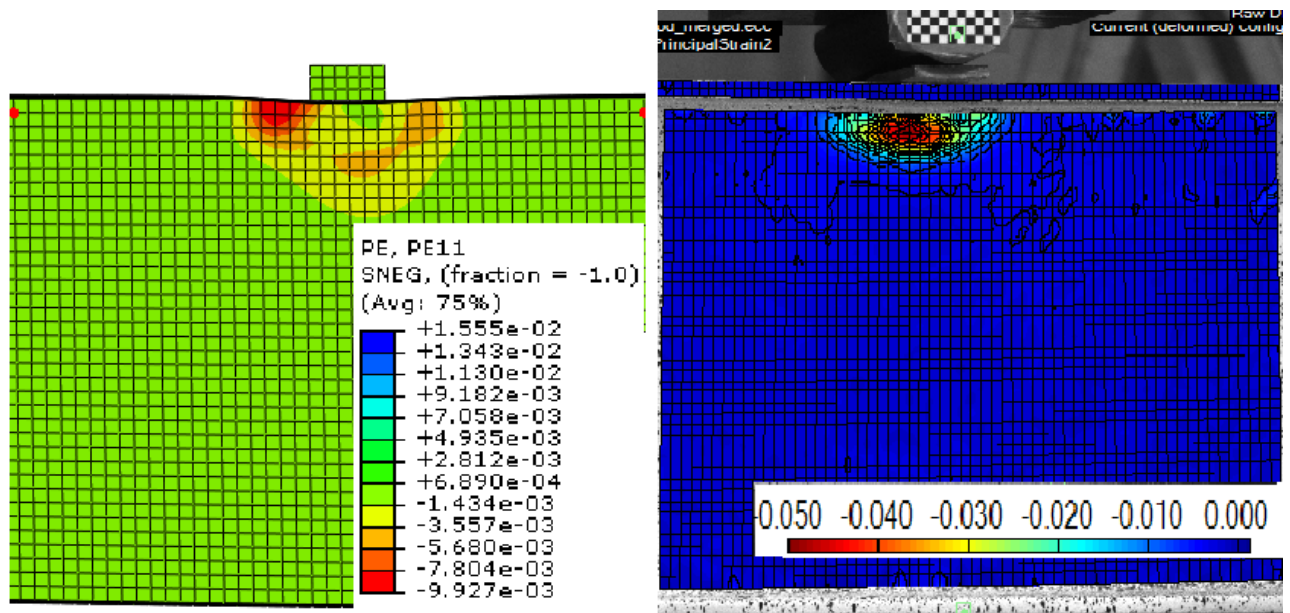 PE, PE11
SNEG, (fraction = -1.0)
(Avg: 75%)
+1.555e-02
+1.343e-02
+1.130e-02
+9.182e-03
+7.058e-03
+4.935e-03
+2.812e-03
+6.890e-04
-1.434e-03
-3.557e-03
-5.680e-03
-7.804e-03
-9.927e-03
Raw D
od_merged.ecc
Current (deformed) config
PrincipalStrain2
-0.050 -0.040 -0.030 -0.020 -0.010 0.000